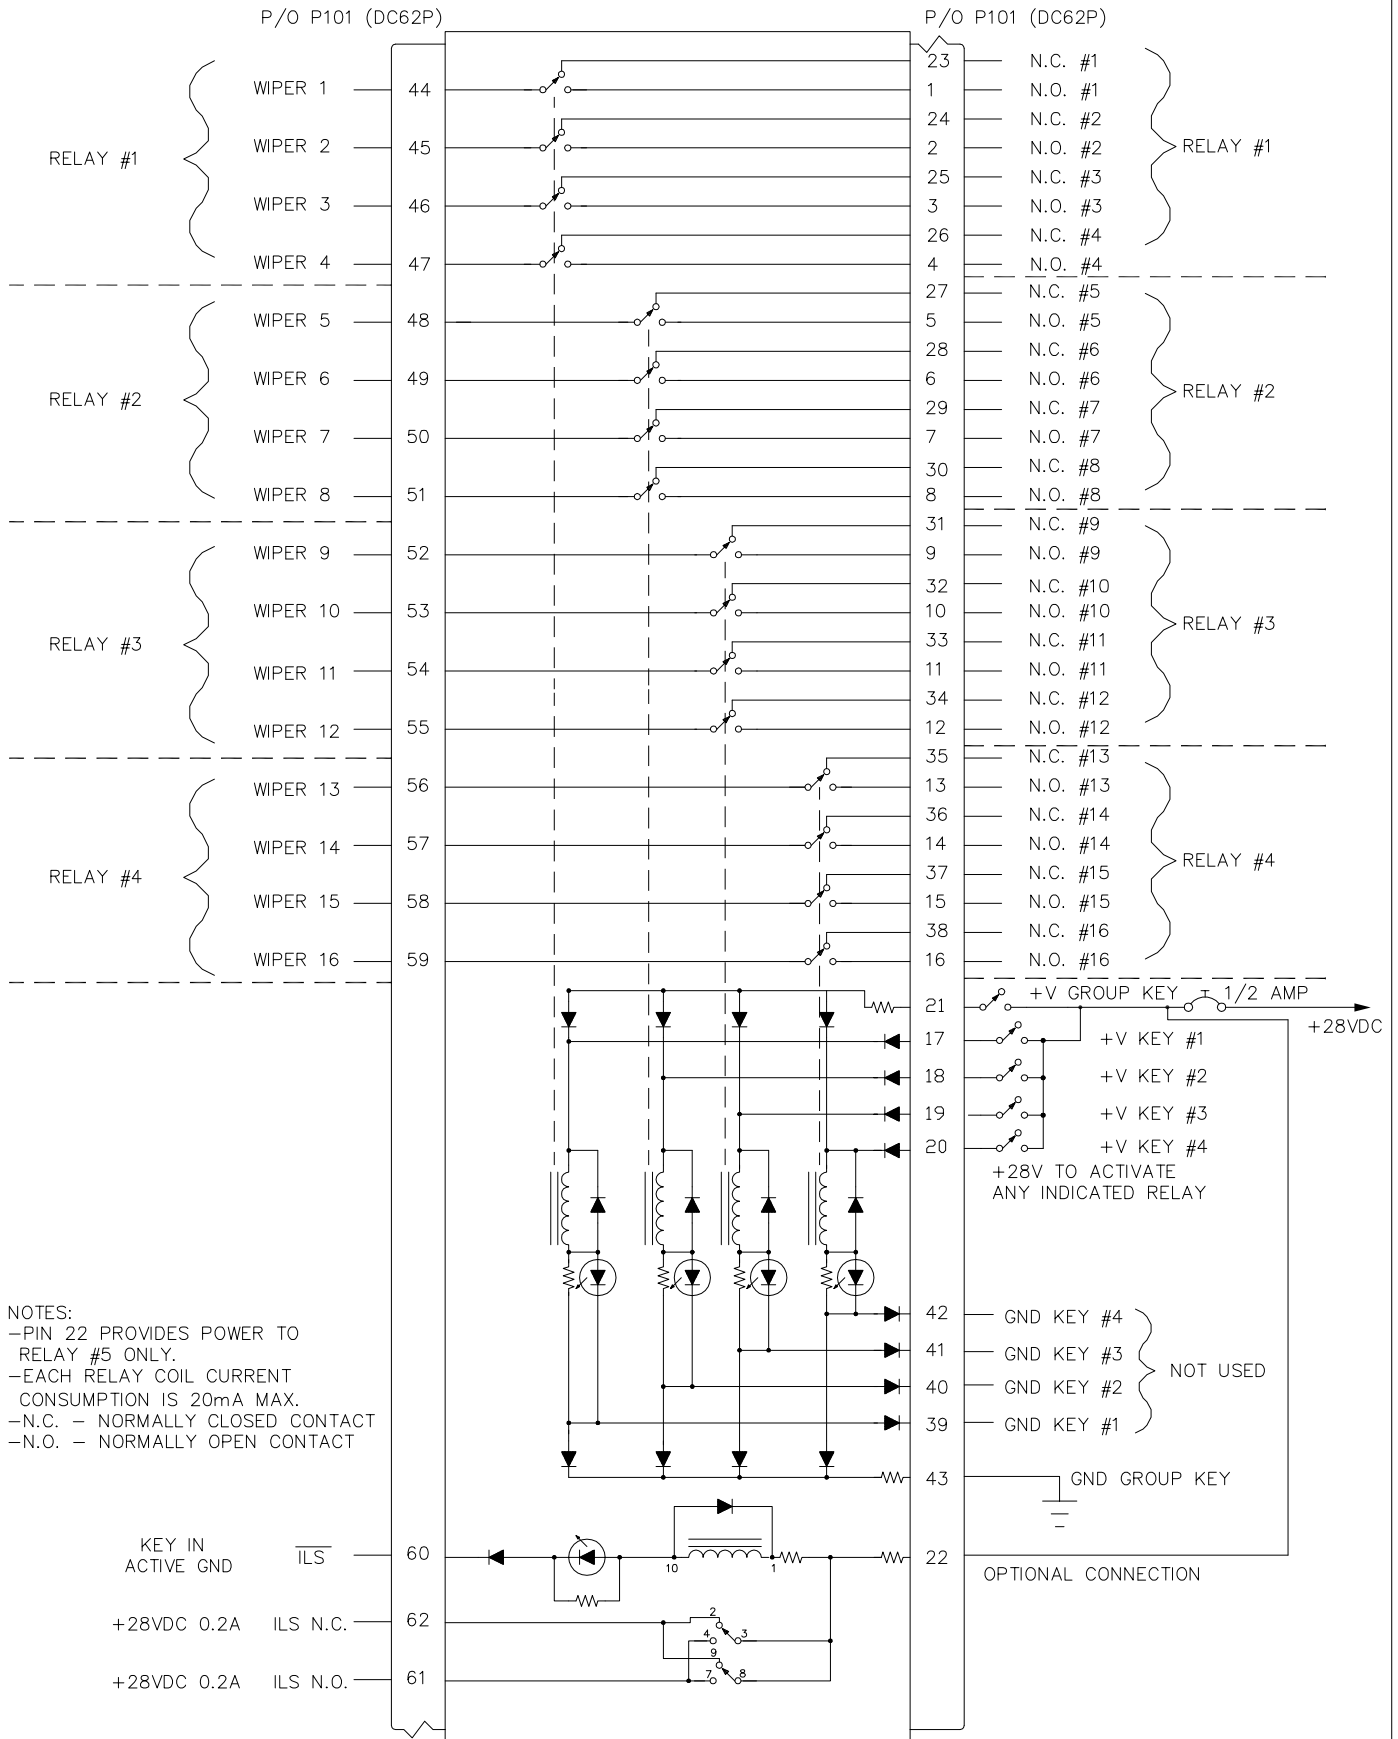 P/O P101 (DC62P) P/O P101 (DC62P)
23 N.C. #1
WIPER 1 44 1 N.O. #1
24 N.C. #2
WIPER 2 45 2 N.O. #2
RELAY #1 RELAY #1
25 N.C. #3
WIPER 3 46 3 N.O. #3
26 N.C. #4
WIPER 4 47 4 N.O. #4
27 N.C. #5
WIPER 5 48 5 N.O. #5
28 N.C. #6
WIPER 6 49 6 N.O. #6
RELAY #2 RELAY #2
29 N.C. #7
WIPER 7 50 7 N.O. #7
30 N.C. #8
WIPER 8 51 8 N.O. #8
31 N.C. #9
WIPER 9 52 9 N.O. #9
32 N.C. #10
WIPER 10 53 10 N.O. #10
RELAY #3 RELAY #3
33 N.C. #11
WIPER 11 54 11 N.O. #11
34 N.C. #12
WIPER 12 55 12 N.O. #12
35 N.C. #13
WIPER 13 56 13 N.O. #13
36 N.C. #14
WIPER 14 57 14 N.O. #14
RELAY #4 RELAY #4
37 N.C. #15
WIPER 15 58 15 N.O. #15
38 N.C. #16
WIPER 16 59 16 N.O. #16
21 +V GROUP KEY 1/2 AMP
+28VDC
17 +V KEY #1
18 +V KEY #2
19 +V KEY #3
20 +V KEY #4
+28V TO ACTIVATE
ANY INDICATED RELAY
42 GND KEY #4
41 GND KEY #3
NOT USED
40 GND KEY #2
39 GND KEY #1
43 GND GROUP KEY
NOTES:
-PIN 22 PROVIDES POWER TO
RELAY #5 ONLY.
-EACH RELAY COIL CURRENT
CONSUMPTION IS 20mA MAX.
-N.C. - NORMALLY CLOSED CONTACT
-N.O. - NORMALLY OPEN CONTACT
KEY IN
ACTIVE GND ILS 60 10 1 22
OPTIONAL CONNECTION
+28VDC 0.2A ILS N.C. 62 2
4 3
9
+28VDC 0.2A ILS N.O. 61 7 8